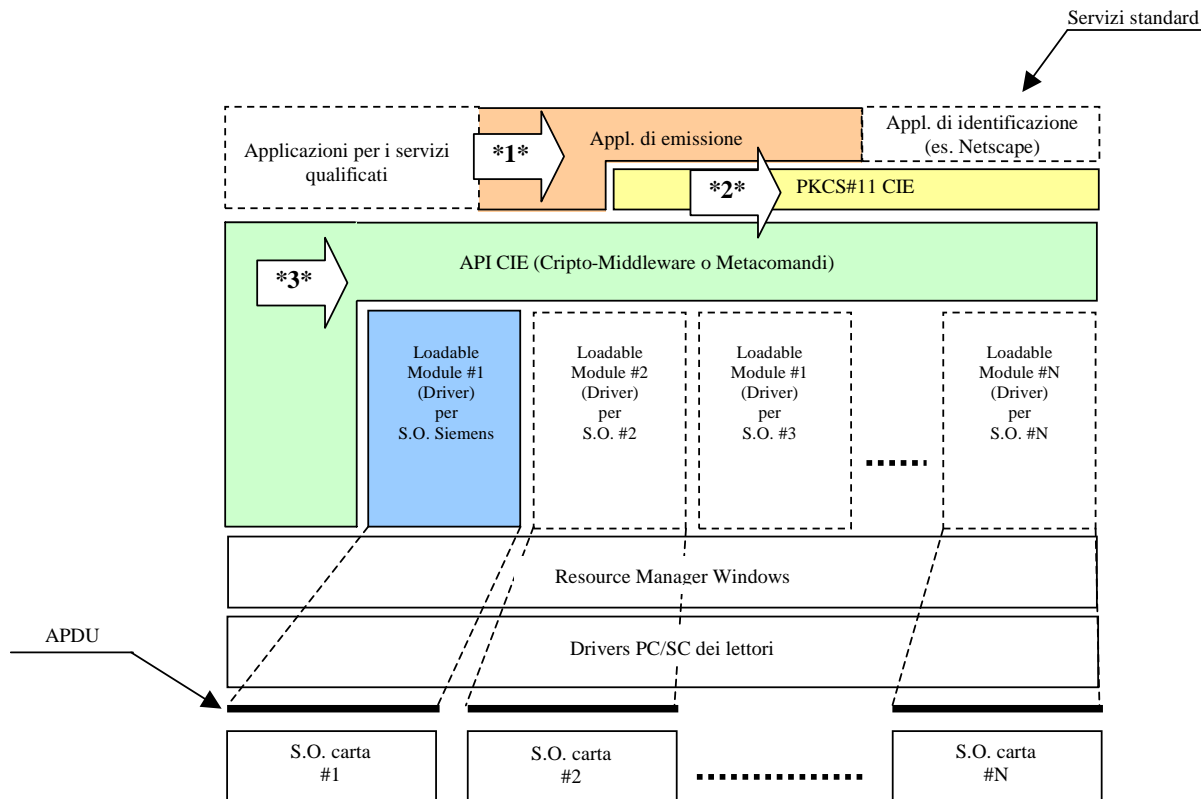 Servizi standard
Applicazioni per i servizi
qualificati
*1*
Appl. di emissione
Appl. di identificazione
(es. Netscape)
*2*
PKCS#11 CIE
API CIE (Cripto-Middleware o Metacomandi)
*3*
Loadable
Module #1
(Driver)
per
S.O. Siemens
Loadable
Module #2
(Driver)
per
S.O. #2
Loadable
Module #1
(Driver)
per
S.O. #3
Loadable
Module #N
(Driver)
per
S.O. #N
Resource Manager Windows
APDU
Drivers PC/SC dei lettori
S.O. carta
#1
S.O. carta
#2
S.O. carta
#N